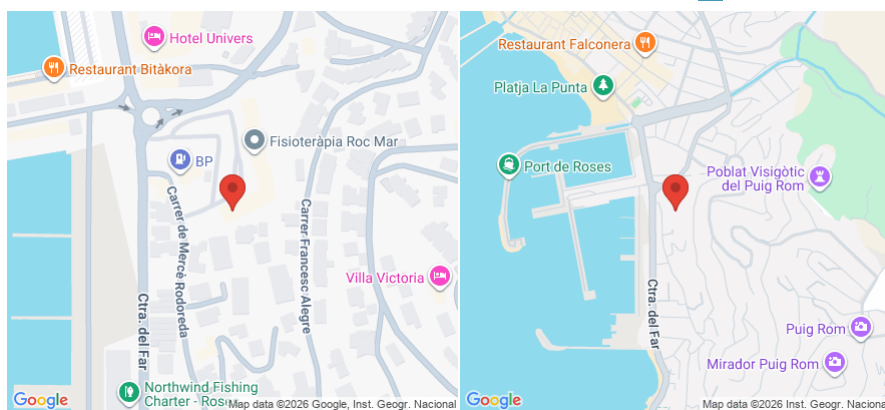 Hotel Univers
Restaurant Bitàkora
Fisioteràpia Roc Mar
BP
Carrer de Mercè Rodoreda
Carrer Francesc Alegre
Villa Victoria
Ctra. del Far
Northwind Fishing
Charter - Roses
Google
Map data ©2026 Google, Inst. Geogr. Nacional
Restaurant Falconera
Platja La Punta
Port de Roses
Poblat Visigòtic
del Puig Rom
Ctra. del Far
Puig Rom
Mirador Puig Rom
Google
Map data ©2026 Inst. Geogr. Nacional